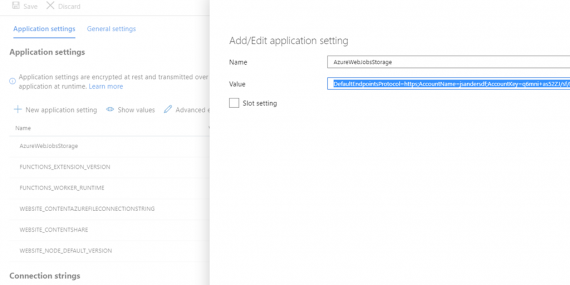 Save Discard
Application settings General settings
Application settings
Application settings are encrypted at rest and transmitted over
application at runtime. Learn more
New application setting Show values Advanced e
Name
AzureWebJobsStorage
FUNCTIONS_EXTENSION_VERSION
FUNCTIONS_WORKER_RUNTIME
WEBSITE_CONTENTAZUREFILECONNECTIONSTRING
WEBSITE_CONTENTSHARE
WEBSITE_NODE_DEFAULT_VERSION
Connection strings
Add/Edit application setting
Name AzureWebJobsStorage
Value DefaultEndpointsProtocol=https;AccountName=jsandersdf;AccountKey=
Slot setting